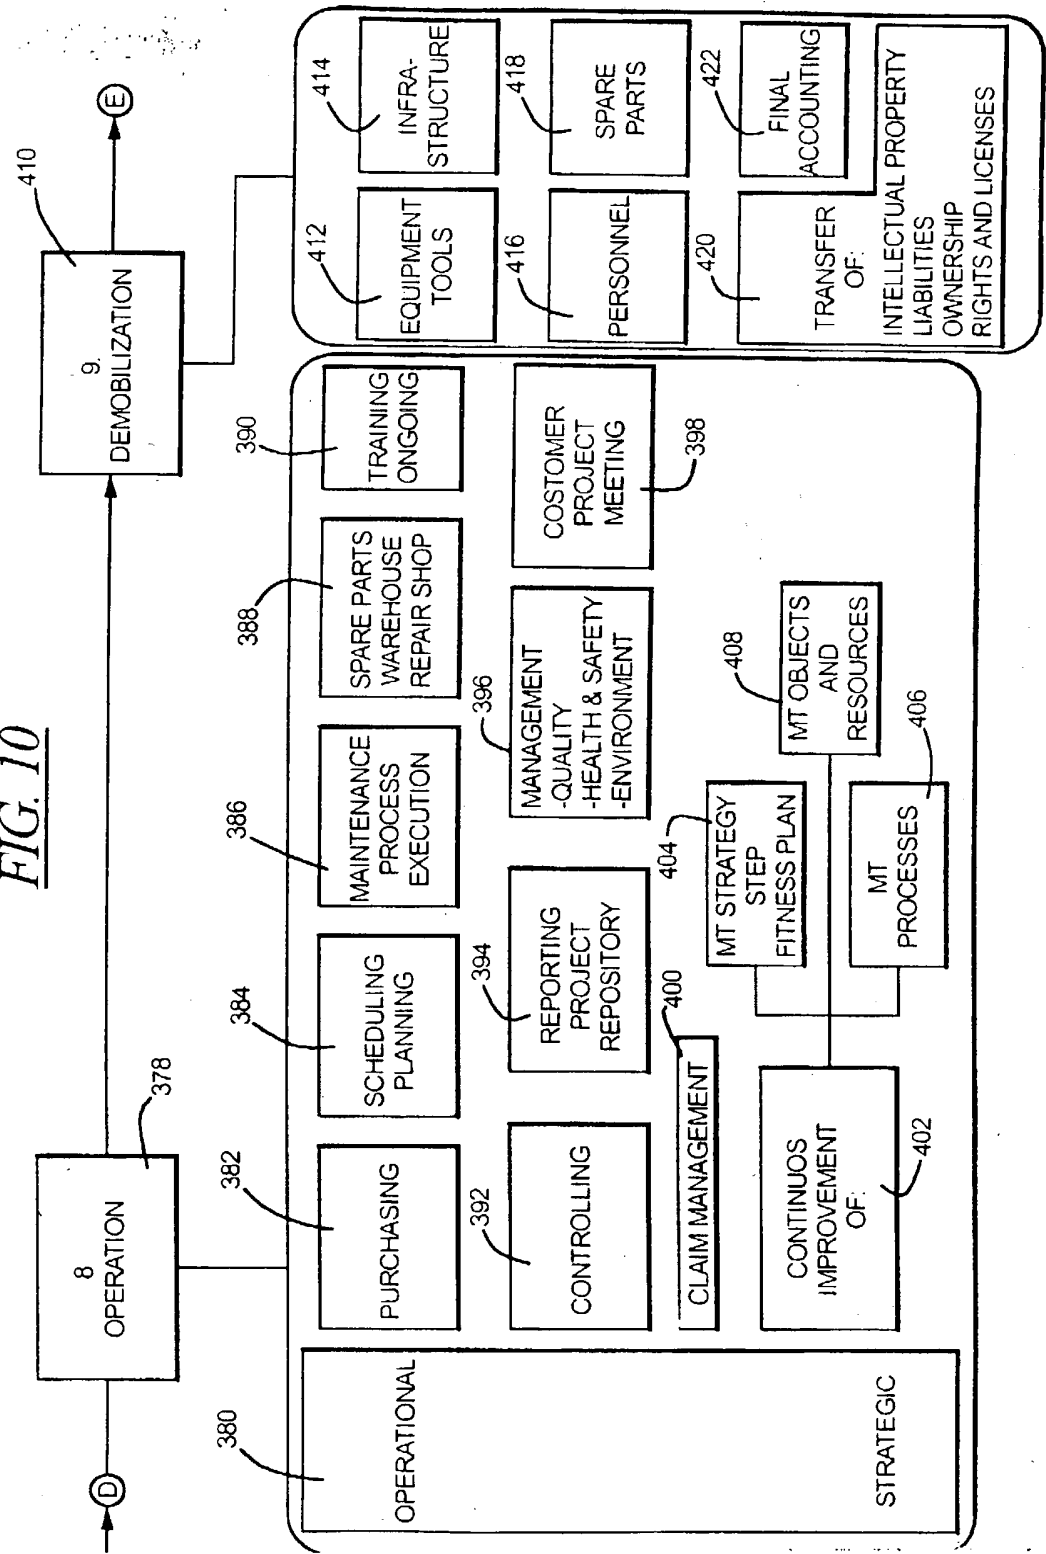 FIG. 10
D
8
OPERATION
378
9.
DEMOBILIZATION
410
E
380
OPERATIONAL
STRATEGIC
382
PURCHASING
384
SCHEDULING
PLANNING
386
MAINTENANCE
PROCESS
EXECUTION
388
SPARE PARTS
WAREHOUSE
REPAIR SHOP
390
TRAINING
ONGOING
392
CONTROLLING
394
REPORTING
PROJECT
REPOSITORY
396
MANAGEMENT
-QUALITY
-HEALTH & SAFETY
-ENVIRONMENT
COSTOMER
PROJECT
MEETING
398
CLAIM MANAGEMENT
400
CONTINUOS
IMPROVEMENT
OF:
402
404
MT STRATEGY
STEP
FITNESS PLAN
MT
PROCESSES
406
408
MT OBJECTS
AND
RESOURCES
412
EQUIPMENT
TOOLS
414
INFRA-
STRUCTURE
416
PERSONNEL
418
SPARE
PARTS
420
TRANSFER
OF:
INTELLECTUAL PROPERTY
LIABILITIES
OWNERSHIP
RIGHTS AND LICENSES
422
FINAL
ACCOUNTING